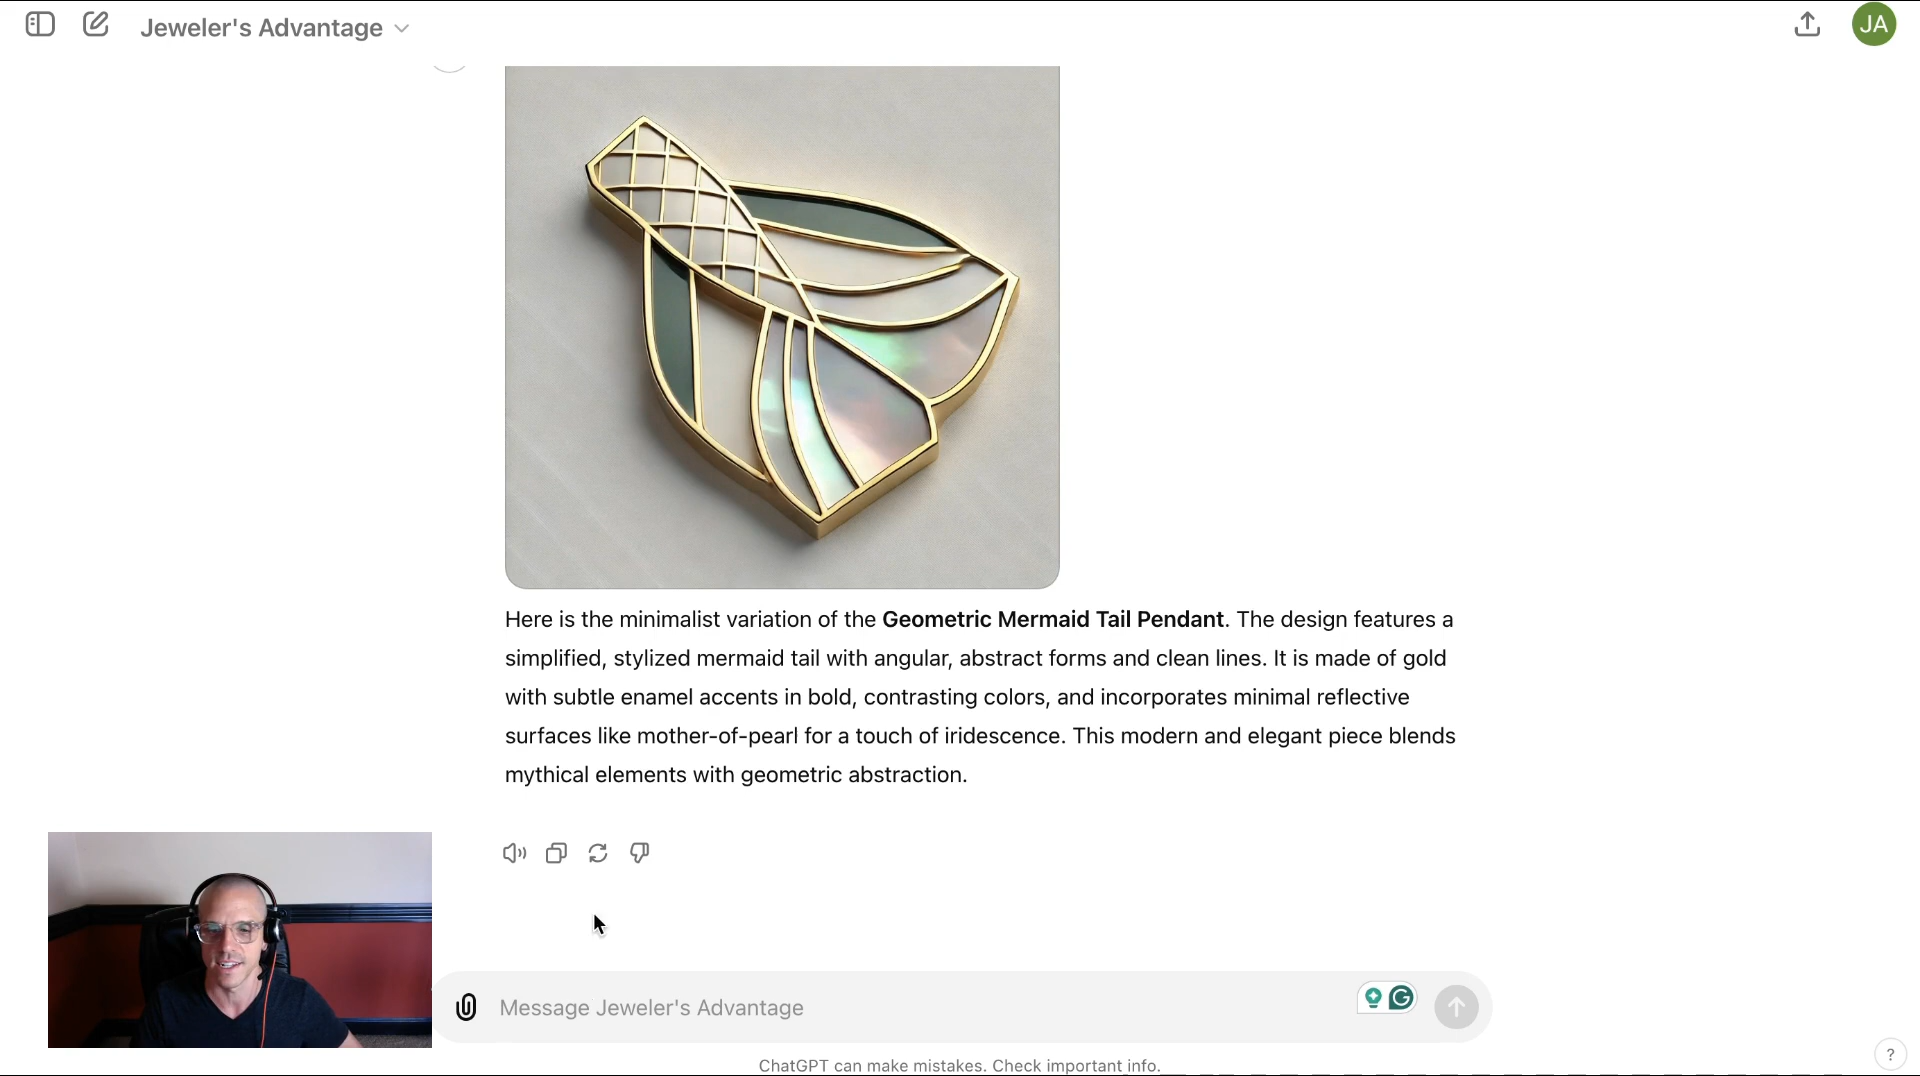 Jeweler's Advantage
JA
Here is the minimalist variation of the Geometric Mermaid Tail Pendant. The design features a
simplified, stylized mermaid tail with angular, abstract forms and clean lines. It is made of gold
with subtle enamel accents in bold, contrasting colors, and incorporates minimal reflective
surfaces like mother-of-pearl for a touch of iridescence. This modern and elegant piece blends
mythical elements with geometric abstraction.
Message Jeweler's Advantage
ChatGPT can make mistakes. Check important info.
?